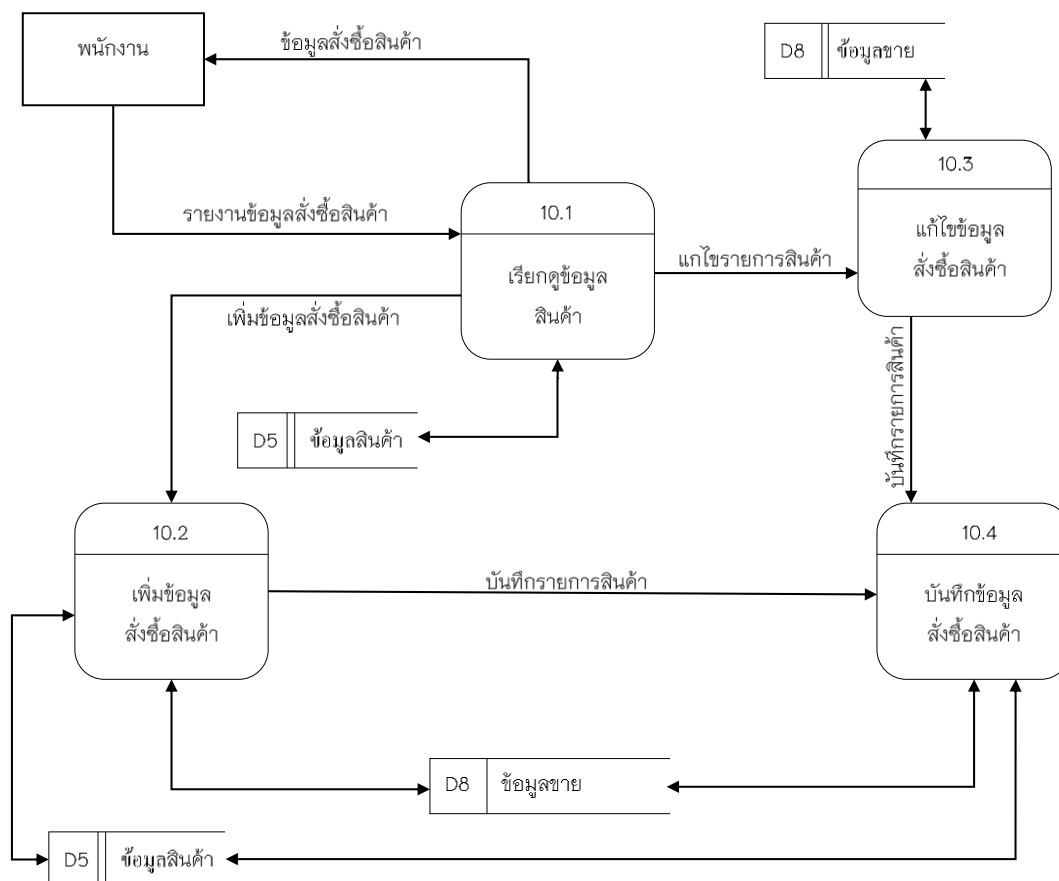 พนักงาน
ข้อมูลสั่งซื้อสินค้า
D8 ข้อมูลขาย
10.3
แก้ไขข้อมูล
สั่งซื้อสินค้า
10.1
เรียกดูข้อมูล
สินค้า
รายงานข้อมูลสั่งซื้อสินค้า
แก้ไขรายการสินค้า
เพิ่มข้อมูลสั่งซื้อสินค้า
บันทึกรายการสินค้า
D5 ข้อมูลสินค้า
10.2
เพิ่มข้อมูล
สั่งซื้อสินค้า
บันทึกรายการสินค้า
10.4
บันทึกข้อมูล
สั่งซื้อสินค้า
D8 ข้อมูลขาย
D5 ข้อมูลสินค้า